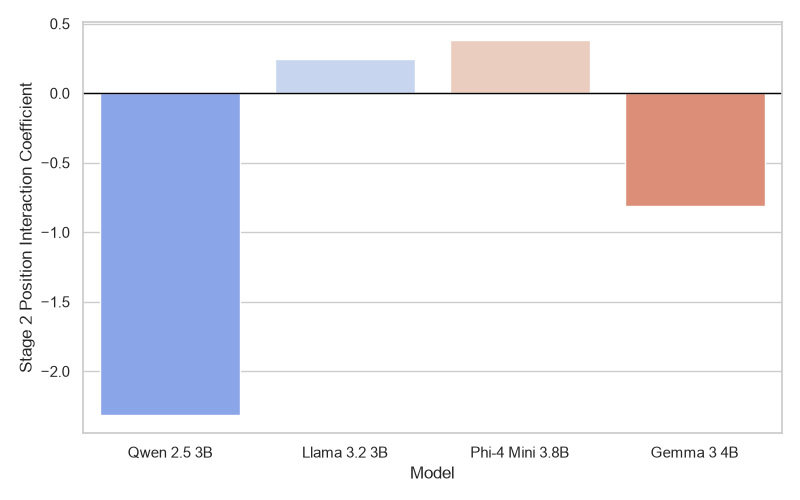 Stage 2 Position Interaction Coefficient
0.5
0.0
−0.5
−1.0
−1.5
−2.0
Qwen 2.5 3B
Llama 3.2 3B
Phi-4 Mini 3.8B
Gemma 3 4B
Model